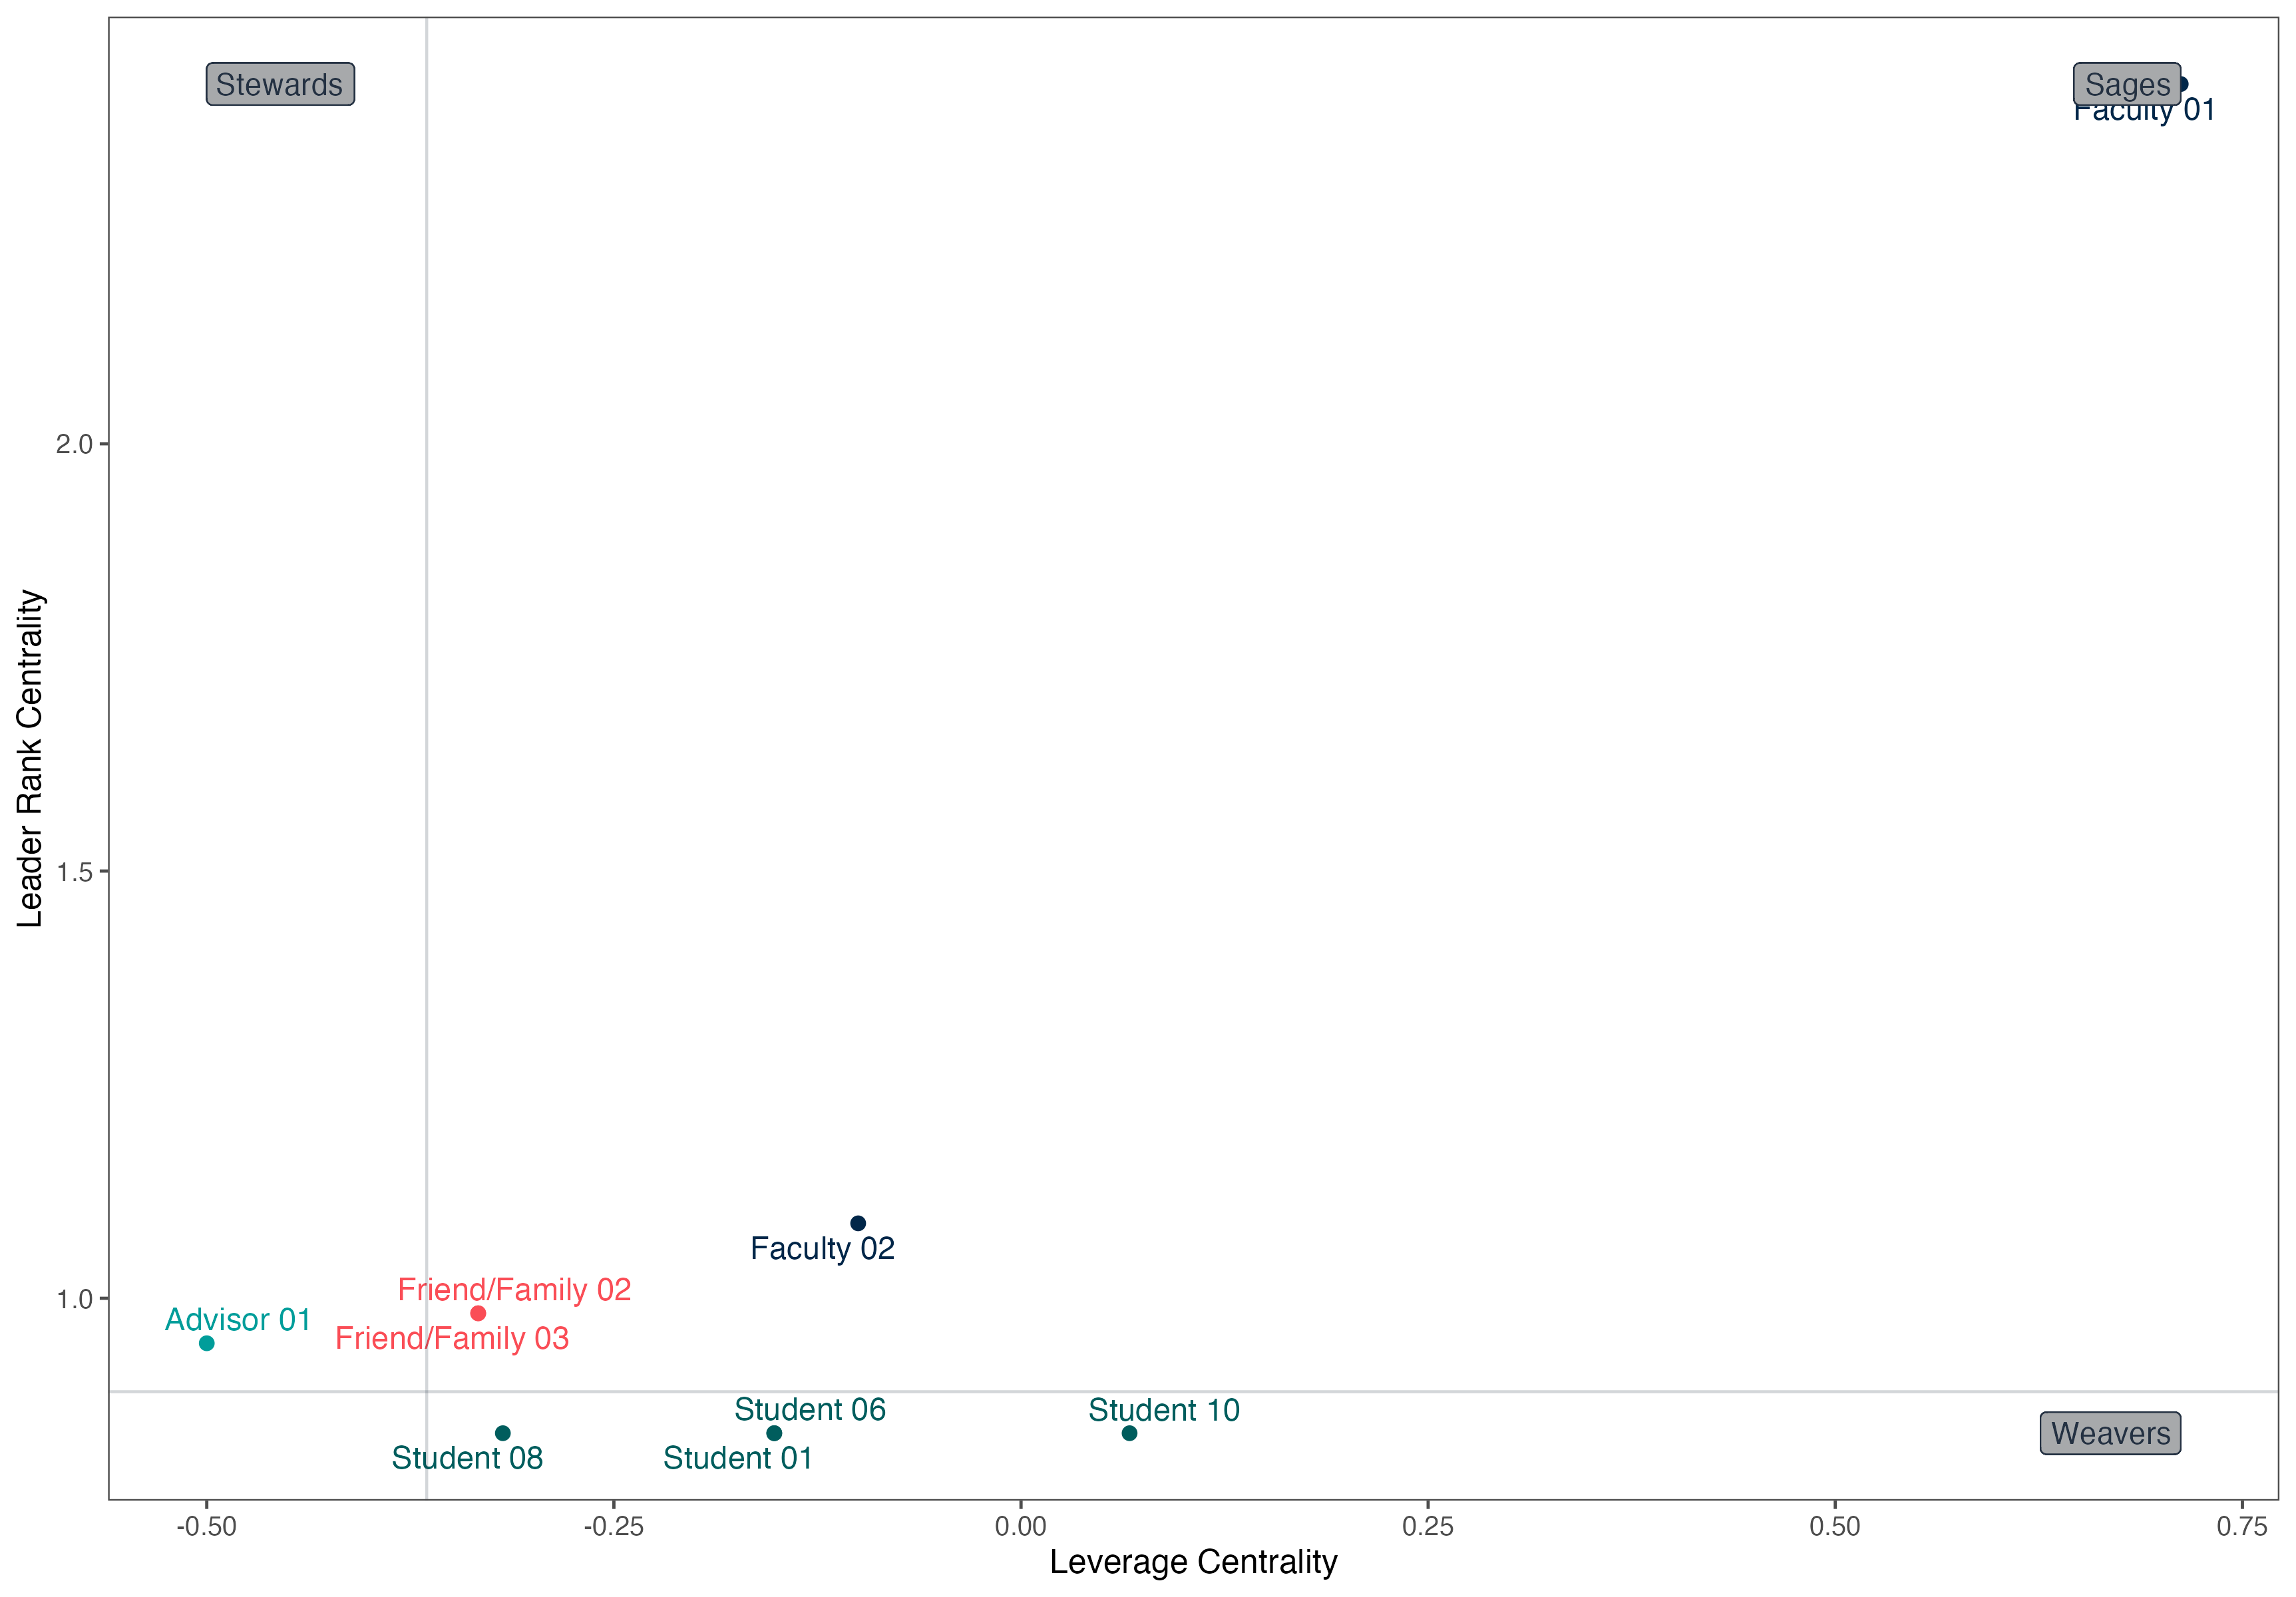 Stewards
Sages
Faculty 01
2.0
1.5
1.0
Leader Rank Centrality
Faculty 02
Friend/Family 02
Advisor 01
Friend/Family 03
Student 06
Student 10
Weavers
Student 08
Student 01
-0.50
-0.25
0.00
0.25
0.50
0.75
Leverage Centrality